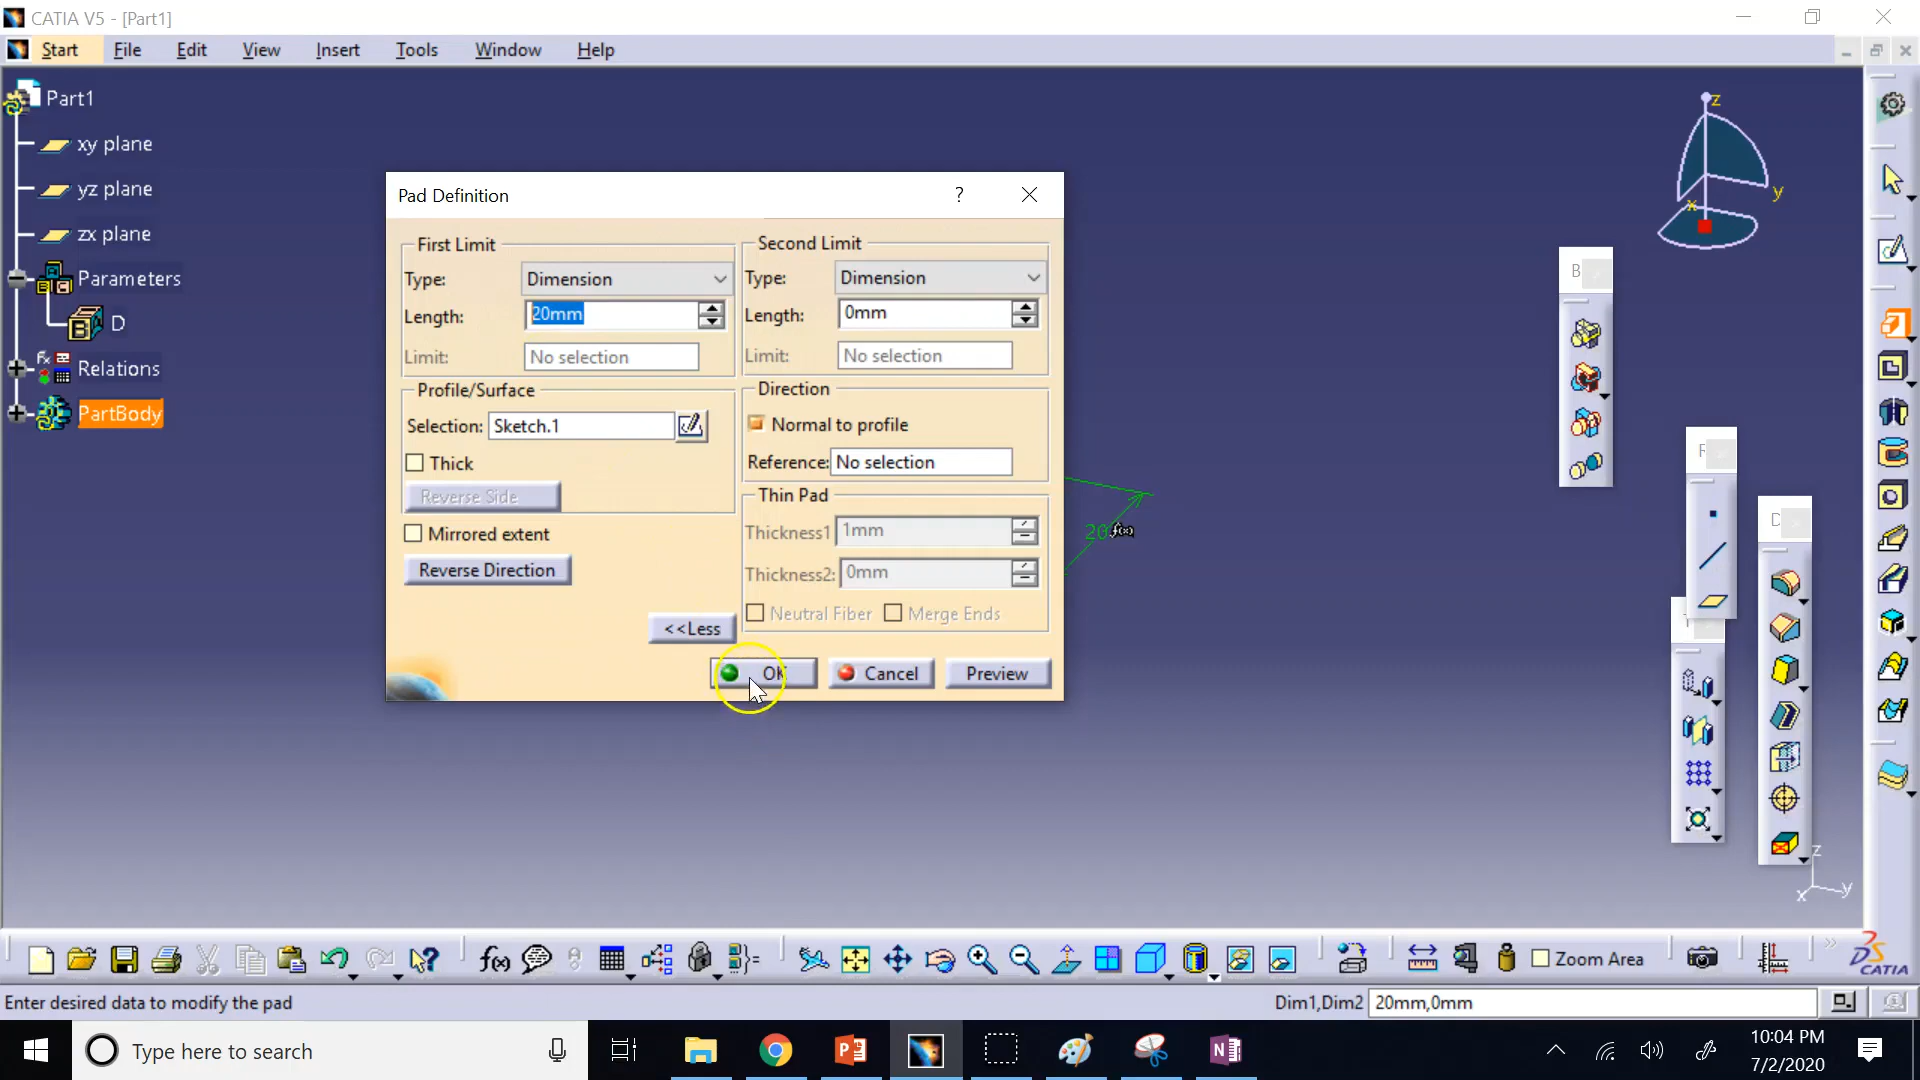 CATIA V5 - [Part1]
Start File Edit View Insert Tools Window Help
Part1
xy plane
yz plane
zx plane
Parameters
D
Relations
PartBody
Pad Definition
?
First Limit
Type: Dimension
Length: 20mm
Limit: No selection
Second Limit
Type: Dimension
Length: 0mm
Limit: No selection
Profile/Surface
Selection: Sketch.1
Thick
Reverse Side
Mirrored extent
Reverse Direction
Direction
Normal to profile
Reference: No selection
Thin Pad
Thickness1 1mm
Thickness2: 0mm
Neutral Fiber Merge Ends
<<Less
OK Cancel Preview
20 f(x)
z
y
x
B
R
D
z
y
x
f(x)
Zoom Area
CATIA
Enter desired data to modify the pad
Dim1,Dim2 20mm,0mm
Type here to search
10:04 PM
7/2/2020